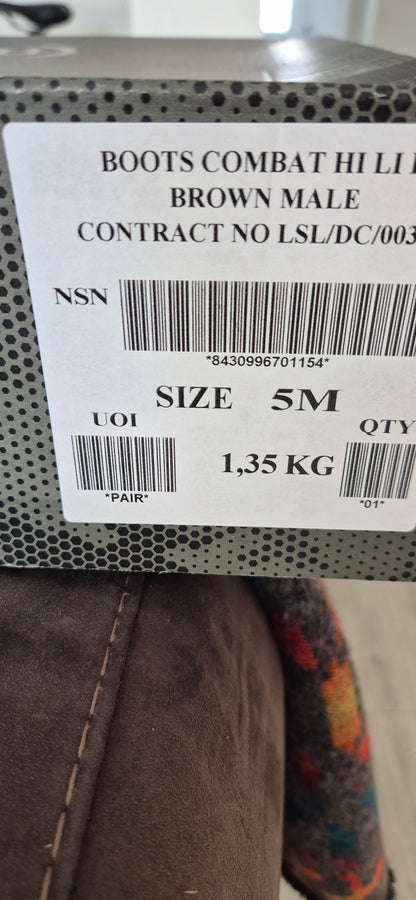 BOOTS COMBAT HI LI
BROWN MALE
CONTRACT NO LSL/DC/003
NSN
*8430996701154*
SIZE 5M
UOI
QTY
1,35 KG
*PAIR*
*01*